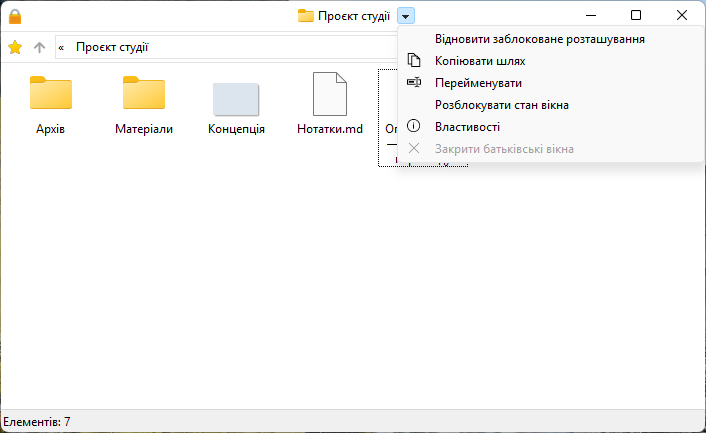 Проєкт студії
« Проєкт студії
Відновити заблоковане розташування
Копіювати шлях
Перейменувати
Розблокувати стан вікна
Властивості
Закрити батьківські вікна
Архів
Матеріали
Концепція
Нотатки.md
Елементів: 7